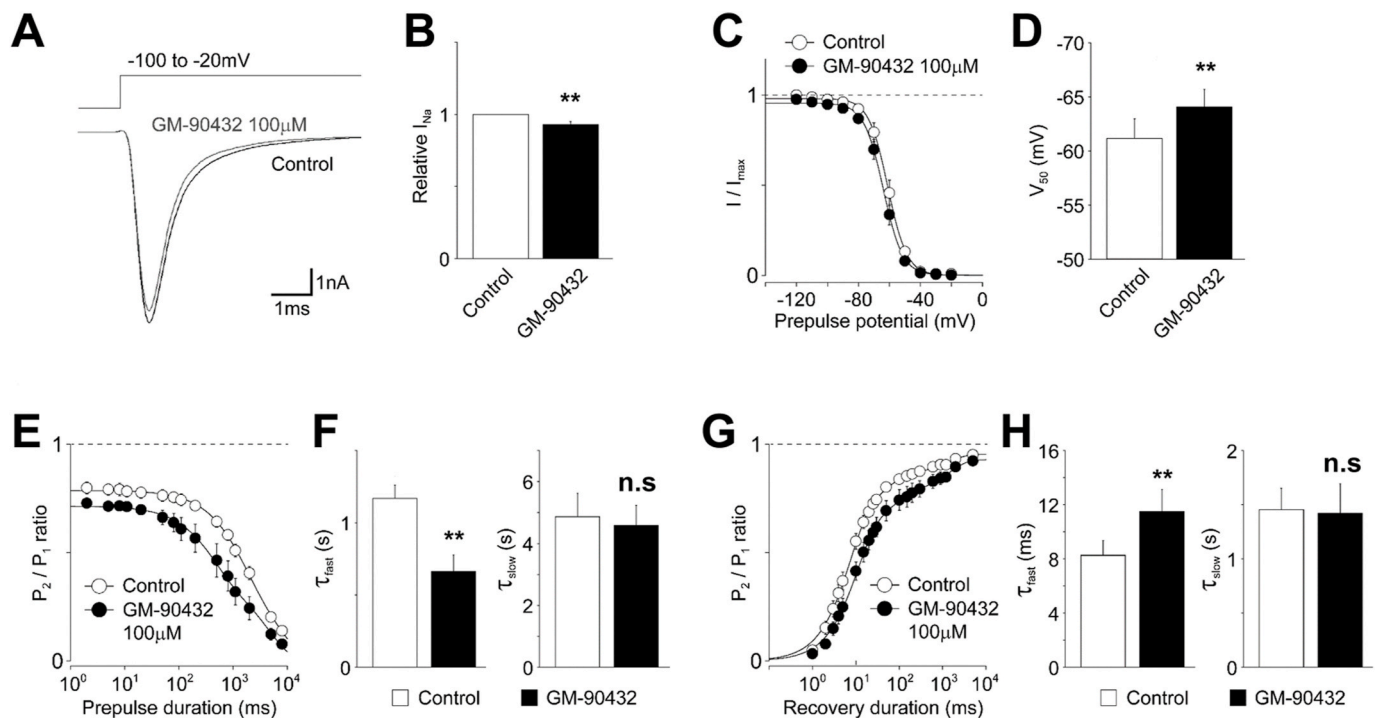 A
-100 to -20mV
GM-90432 100μM
Control
1nA
1ms
B
Relative I_Na
1
0
**
Control
GM-90432
C
Control
GM-90432 100μM
I / I_max
1
0
-120 -80 -40 0
Prepulse potential (mV)
D
V_50 (mV)
-70
-65
-60
-55
-50
**
Control
GM-90432
E
P_2 / P_1 ratio
1
0
Control
GM-90432
100μM
10^0 10^1 10^2 10^3 10^4
Prepulse duration (ms)
F
τ_fast (s)
1
0
**
τ_slow (s)
6
4
2
0
n.s
Control GM-90432
G
P_2 / P_1 ratio
1
0
Control
GM-90432
100μM
10^0 10^1 10^2 10^3 10^4
Recovery duration (ms)
H
τ_fast (ms)
16
12
8
4
0
**
τ_slow (s)
2
1
0
n.s
Control GM-90432